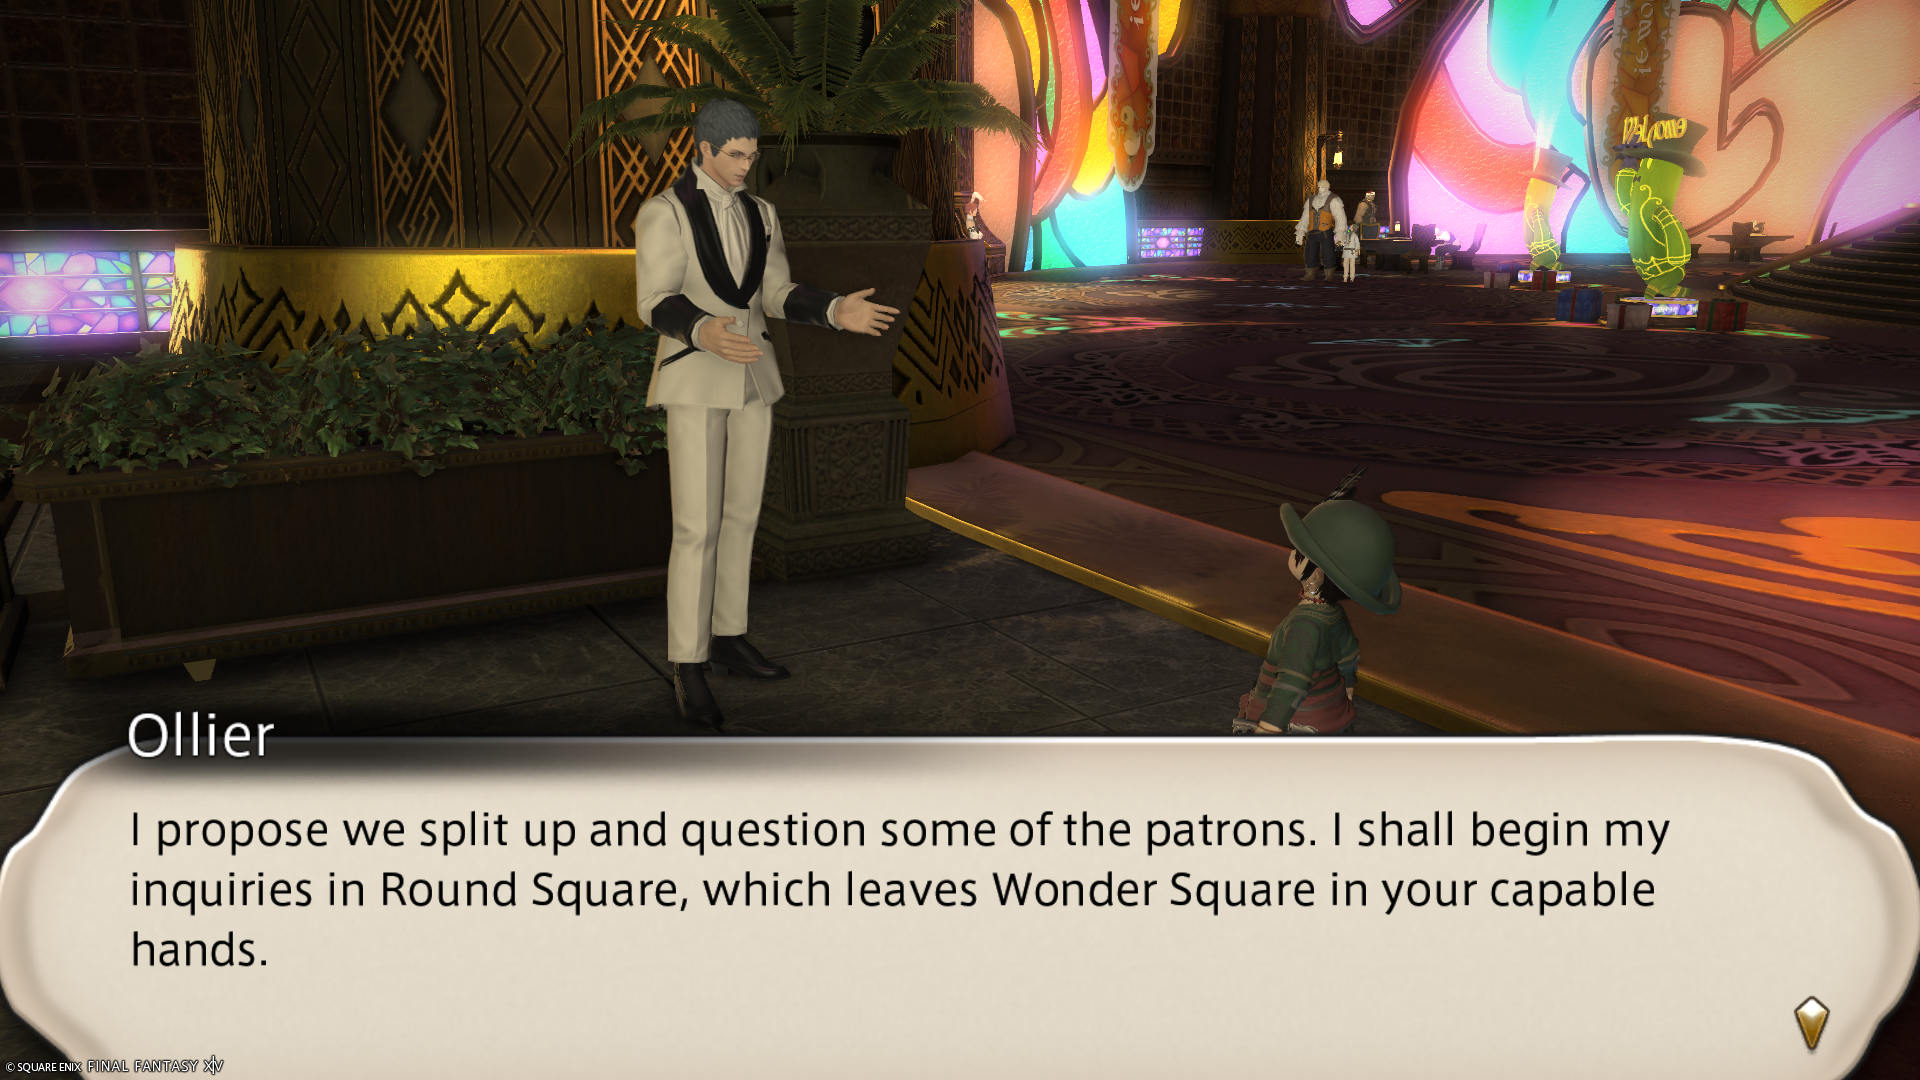 Welcome
Ollier
I propose we split up and question some of the patrons. I shall begin my
inquiries in Round Square, which leaves Wonder Square in your capable
hands.
© SQUARE ENIX FINAL FANTASY XIV